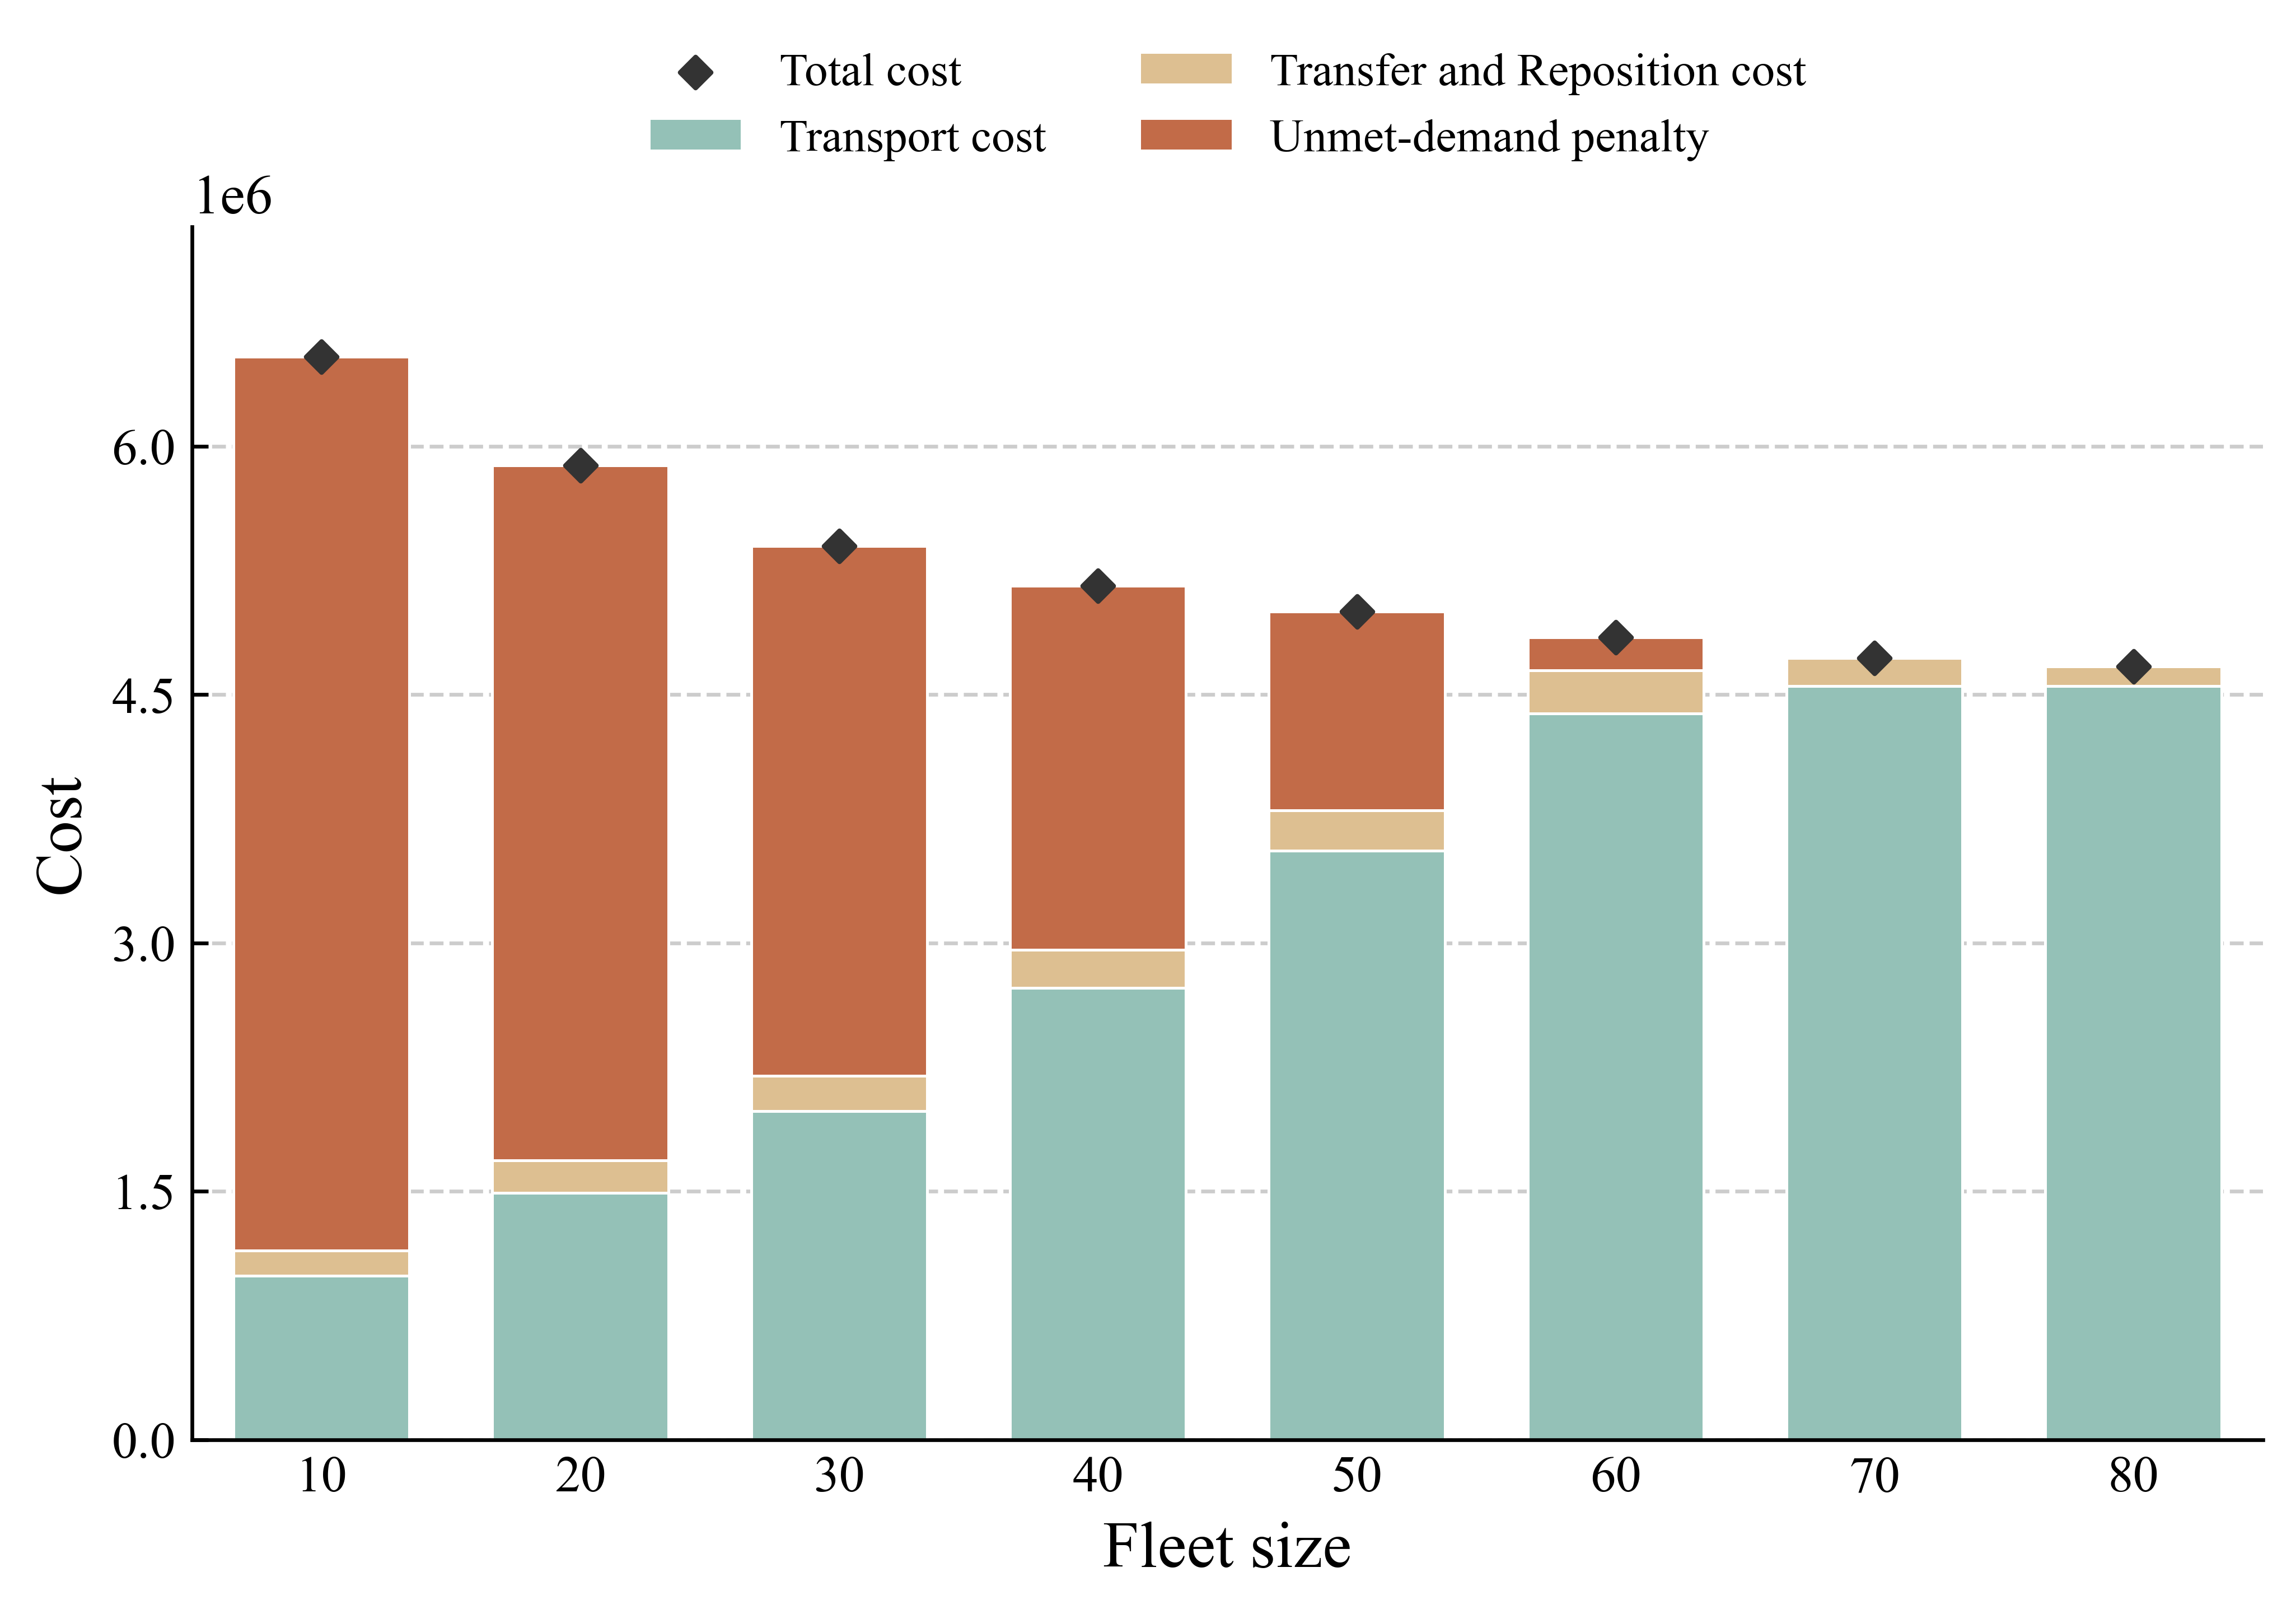 Total cost
Transfer and Reposition cost
Transport cost
Unmet-demand penalty
1e6
6.0
4.5
3.0
1.5
0.0
Cost
10 20 30 40 50 60 70 80
Fleet size